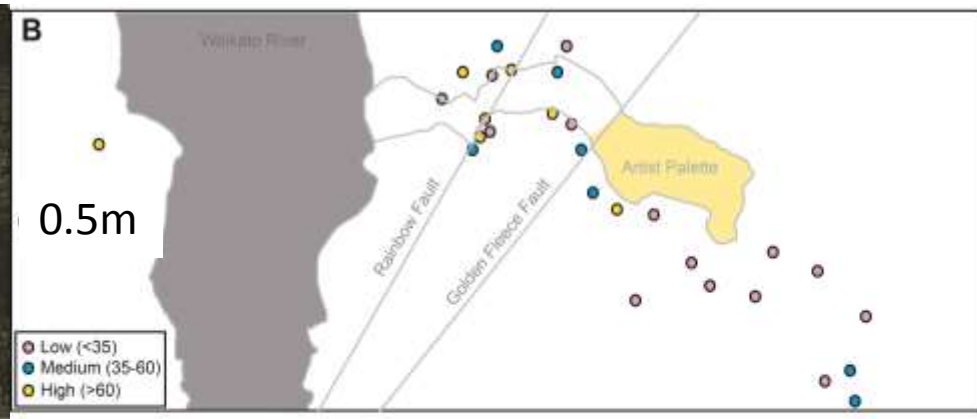 B
Waikato River
0.5m
Rainbow Fault
Golden Fleece Fault
Artist Palette
Low (<35)
Medium (35-60)
High (>60)